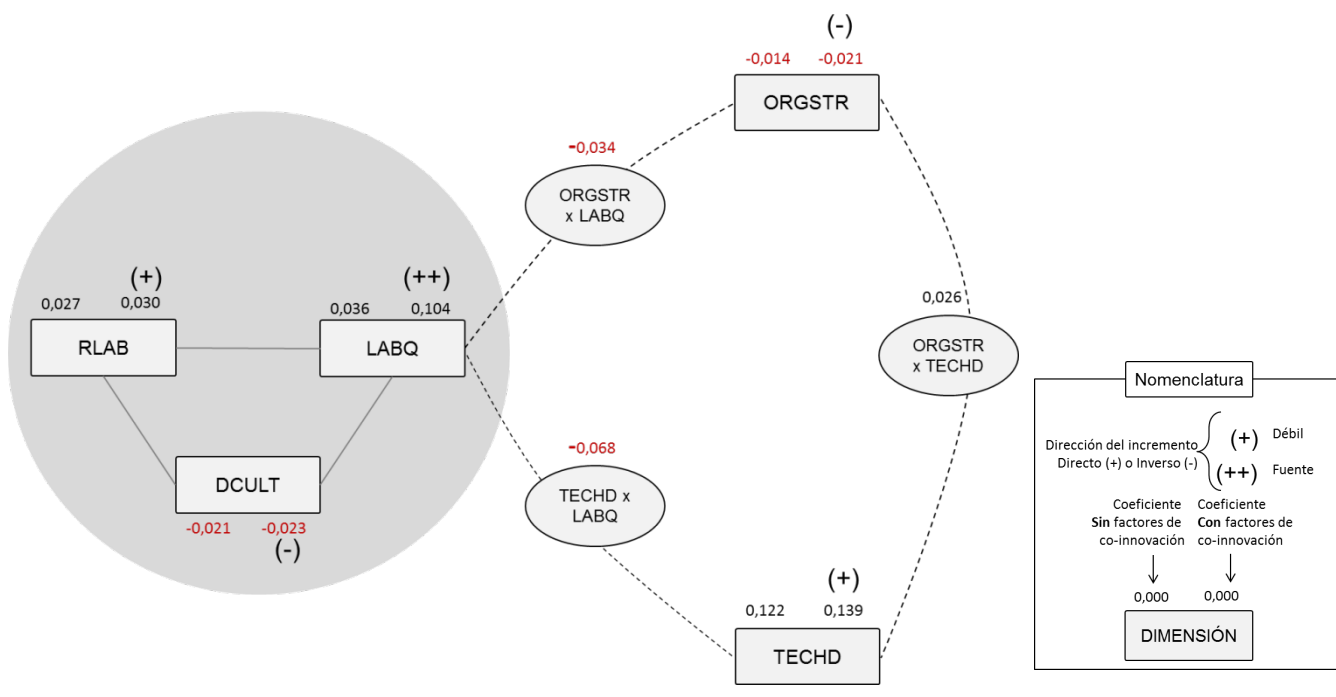 (-)
-0,014 -0,021
ORGSTR
-0,034
ORGSTR
x LABQ
(+)
(++)
0,027 0,030
0,036 0,104
RLAB
LABQ
0,026
ORGSTR
x TECHD
DCULT
-0,021 -0,023
(-)
-0,068
TECHD x
LABQ
(+)
0,122 0,139
TECHD
Nomenclatura
Dirección del incremento
Directo (+) o Inverso (-)
(+) Débil
(++) Fuente
Coeficiente
Sin factores de
co-innovación
Coeficiente
Con factores de
co-innovación
0,000 0,000
DIMENSIÓN